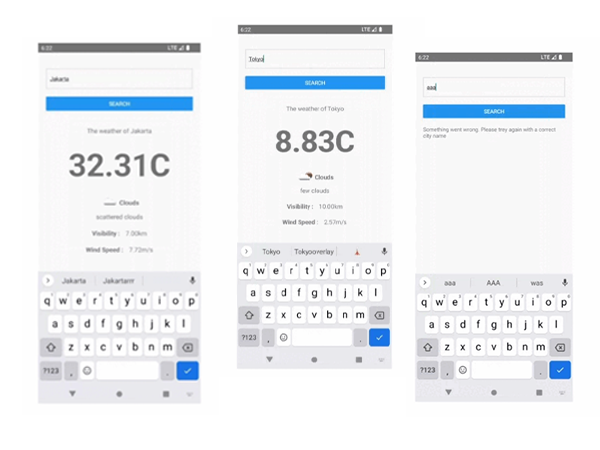 6:22 LTE
Jakarta
SEARCH
The weather of Jakarta
32.31C
Clouds
scattered clouds
Visibility : 7.00km
Wind Speed : 7.72m/s
Jakarta Jakartarrr
q w e r t y u i o p
a s d f g h j k l
z x c v b n m
?123 , .
6:22 LTE
Tokyo
SEARCH
The weather of Tokyo
8.83C
Clouds
few clouds
Visibility : 10.00km
Wind Speed : 2.57m/s
Tokyo Tokyooverlay
q w e r t y u i o p
a s d f g h j k l
z x c v b n m
?123 , .
6:22 LTE
aaa
SEARCH
Something went wrong. Please trey again with a correct
city name
aaa AAA was
q w e r t y u i o p
a s d f g h j k l
z x c v b n m
?123 , .